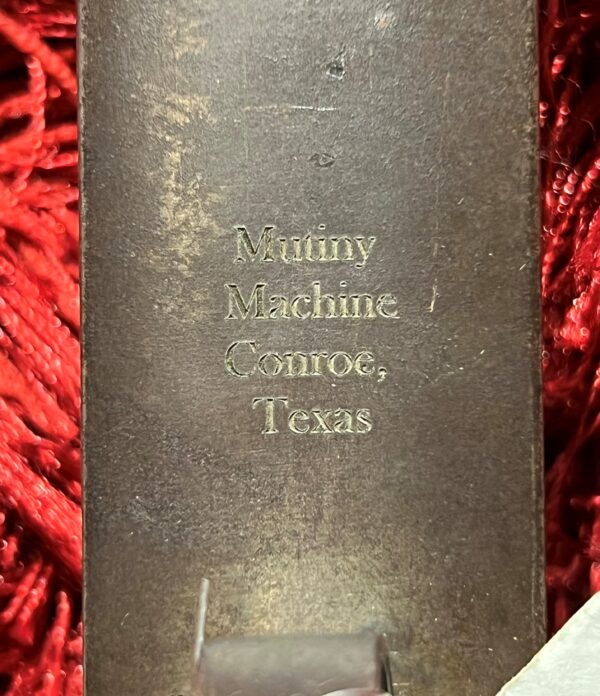 Mutiny
Machine
Conroe,
Texas